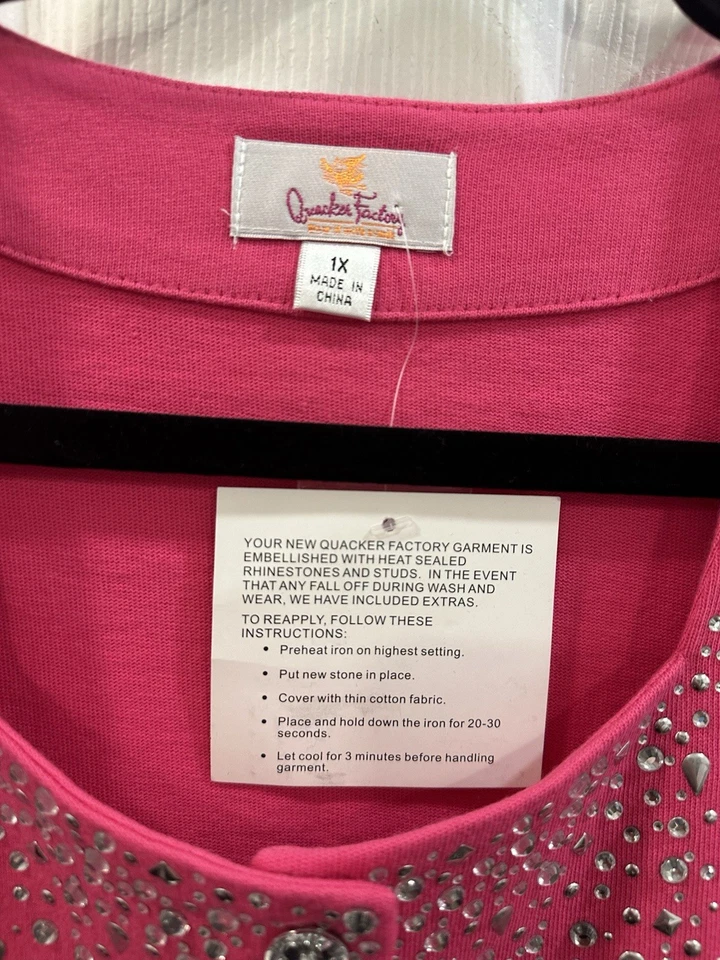 Quacker Factory
1X
MADE IN
CHINA
YOUR NEW QUACKER FACTORY GARMENT IS
EMBELLISHED WITH HEAT SEALED
RHINESTONES AND STUDS. IN THE EVENT
THAT ANY FALL OFF DURING WASH AND
WEAR, WE HAVE INCLUDED EXTRAS.
TO REAPPLY, FOLLOW THESE
INSTRUCTIONS:
• Preheat iron on highest setting.
• Put new stone in place.
• Cover with thin cotton fabric.
• Place and hold down the iron for 20-30
seconds.
• Let cool for 3 minutes before handling
garment.